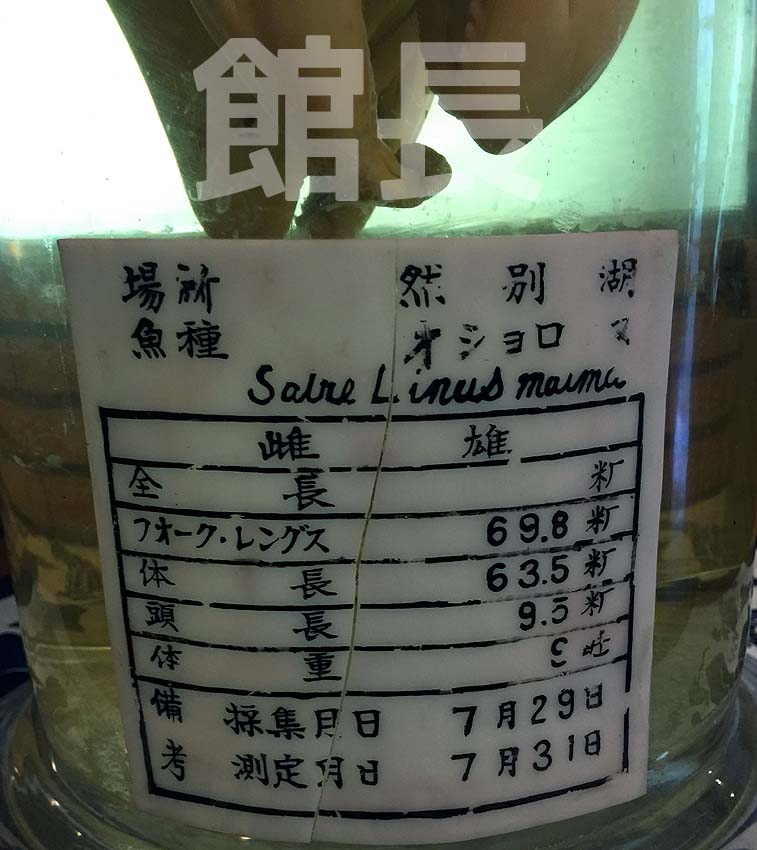 館長
場所 然別湖
魚種 オショロマ
Salve Linus malma
雌 雄
全長 糎
フオーク・レングス 69.8糎
体長 63.5糎
頭長 9.5糎
体重
備考 採集月日 7月29日
測定月日 7月31日